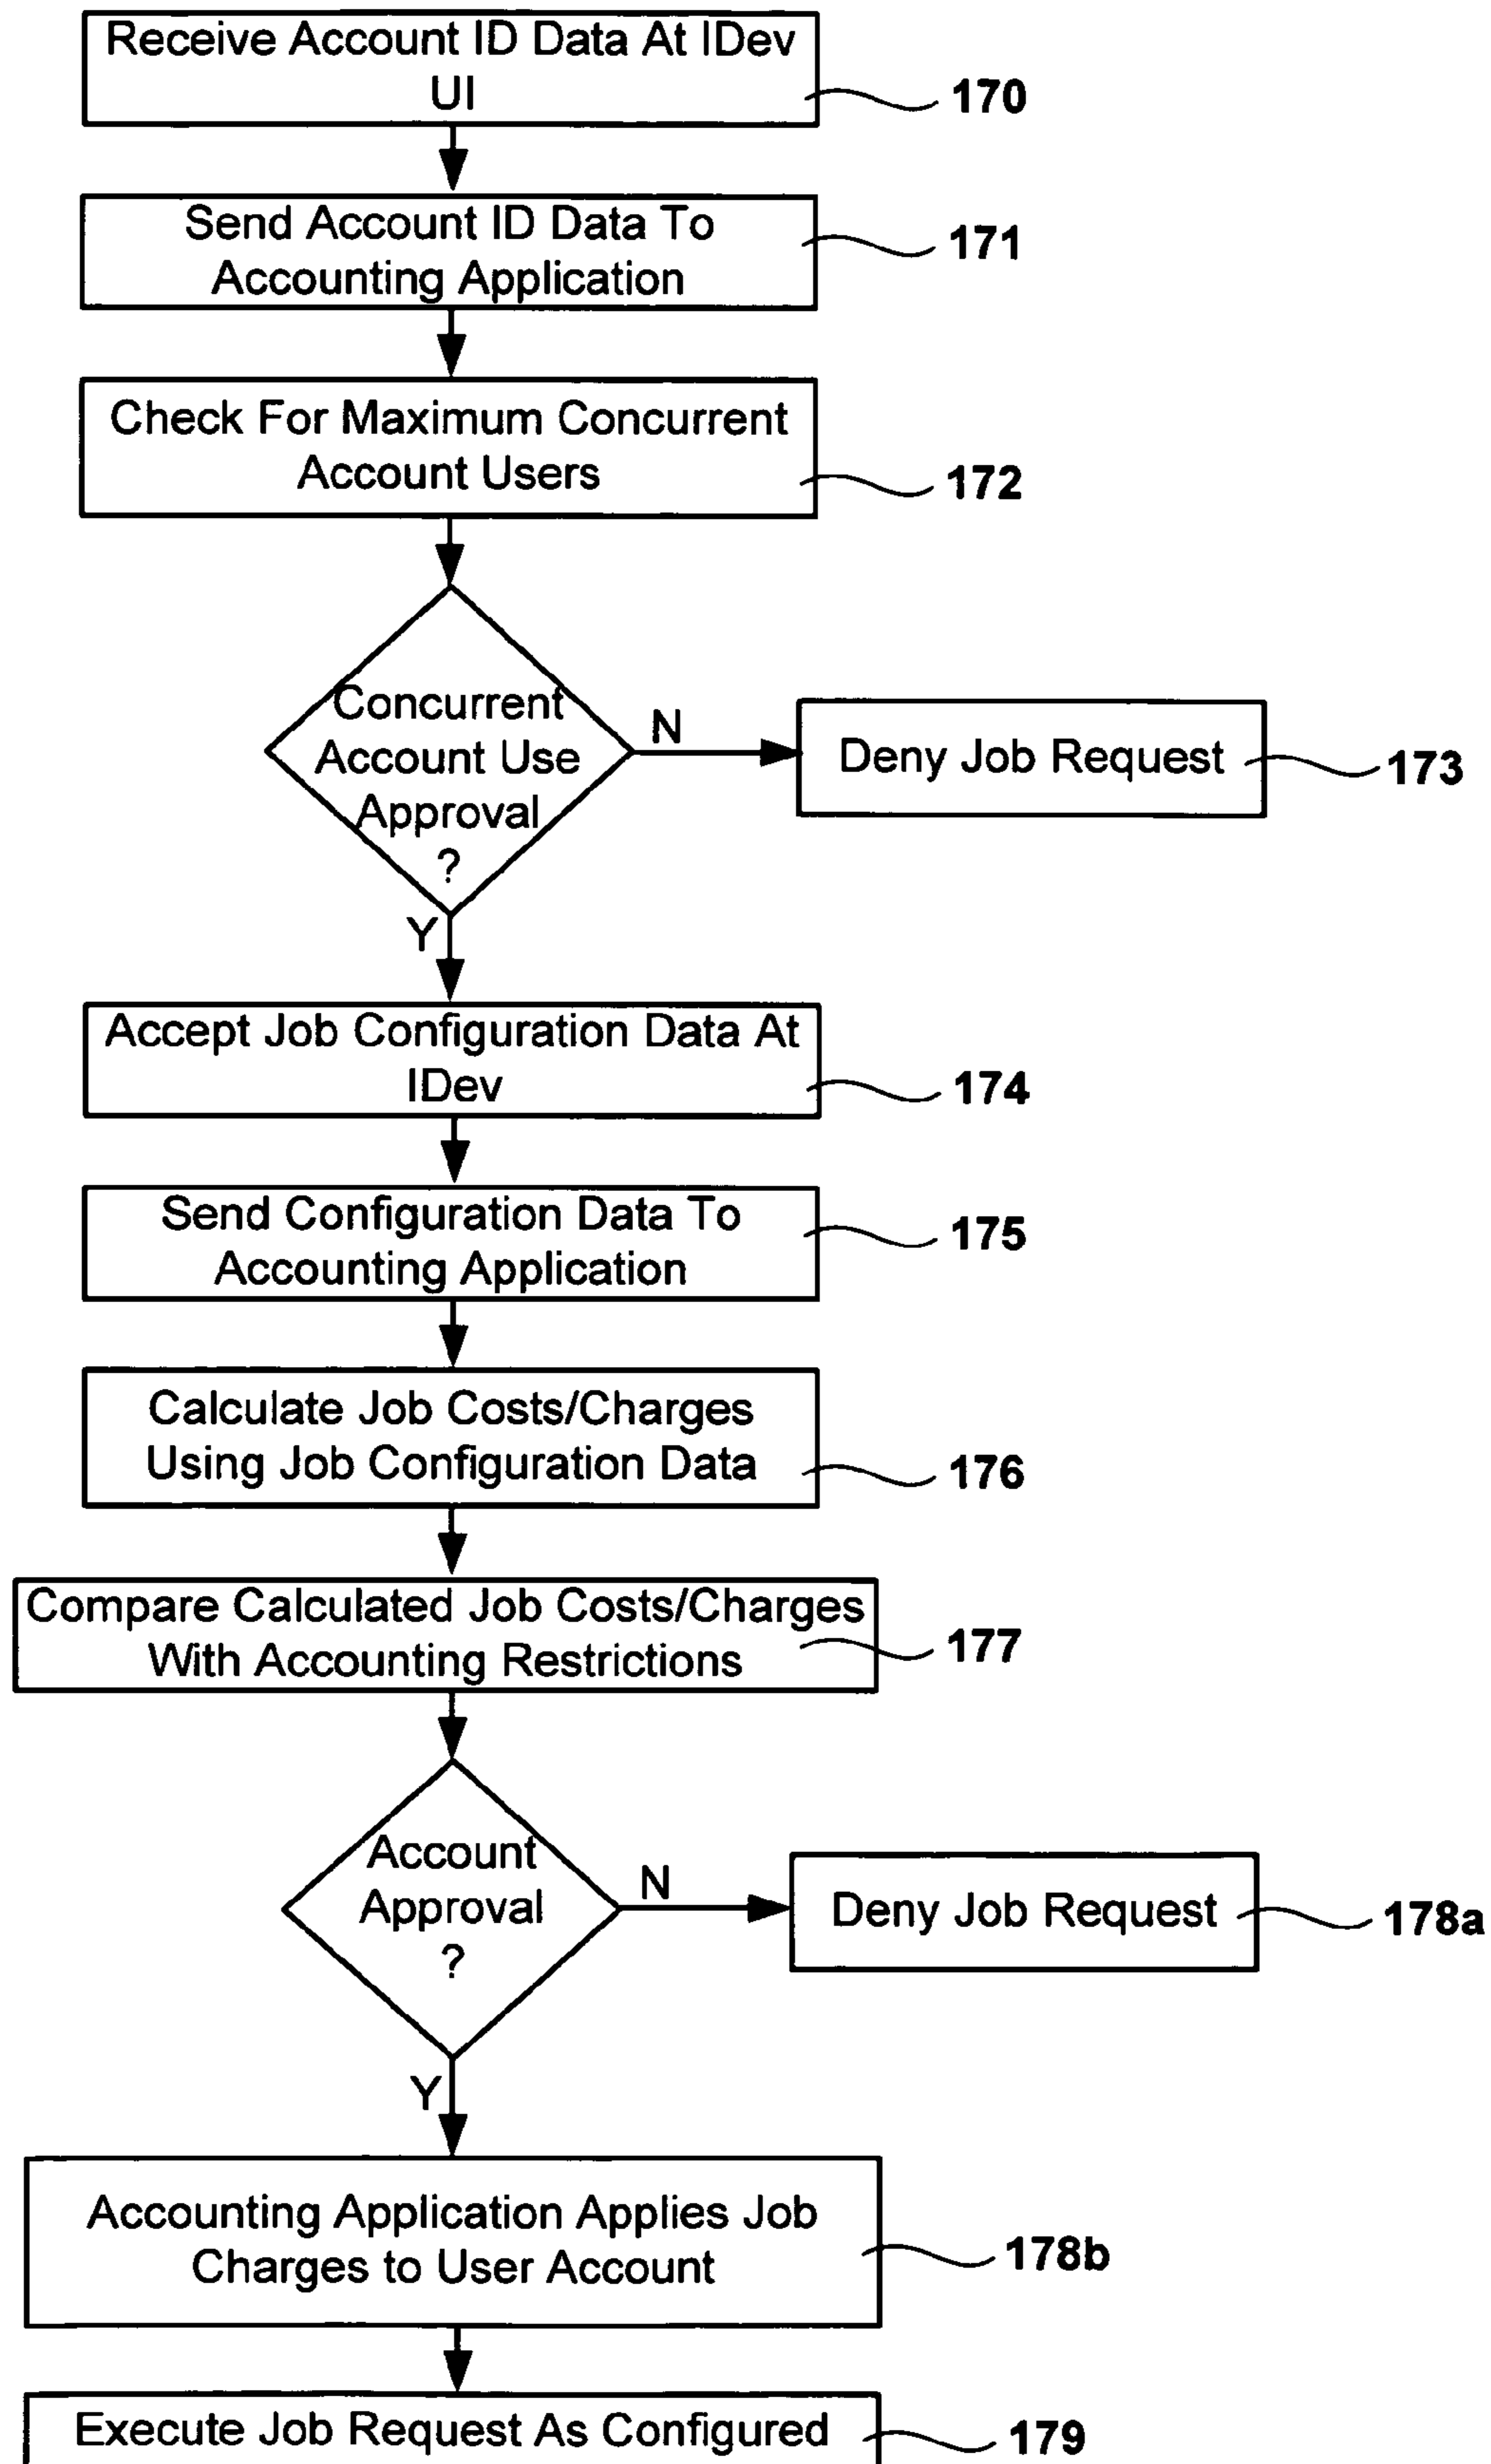 Receive Account ID Data At IDev
UI
170
Send Account ID Data To
Accounting Application
171
Check For Maximum Concurrent
Account Users
172
Concurrent
Account Use
Approval
?
N
Deny Job Request
173
Y
Accept Job Configuration Data At
IDev
174
Send Configuration Data To
Accounting Application
175
Calculate Job Costs/Charges
Using Job Configuration Data
176
Compare Calculated Job Costs/Charges
With Accounting Restrictions
177
Account
Approval
?
N
Deny Job Request
178a
Y
Accounting Application Applies Job
Charges to User Account
178b
Execute Job Request As Configured
179